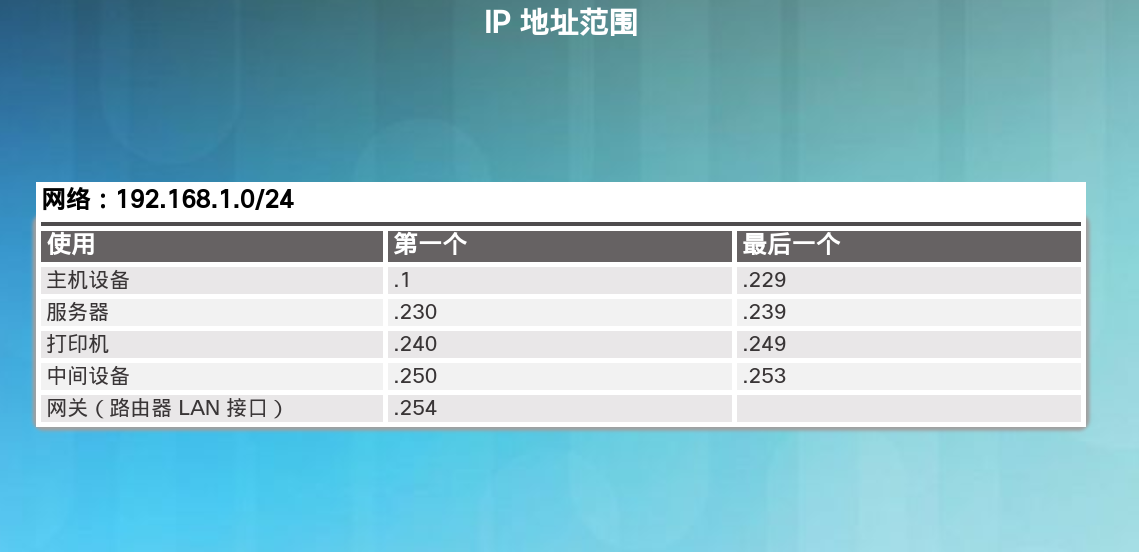 IP 地址范围
网络：192.168.1.0/24
使用 第一个 最后一个
主机设备 .1 .229
服务器 .230 .239
打印机 .240 .249
中间设备 .250 .253
网关（路由器 LAN 接口） .254